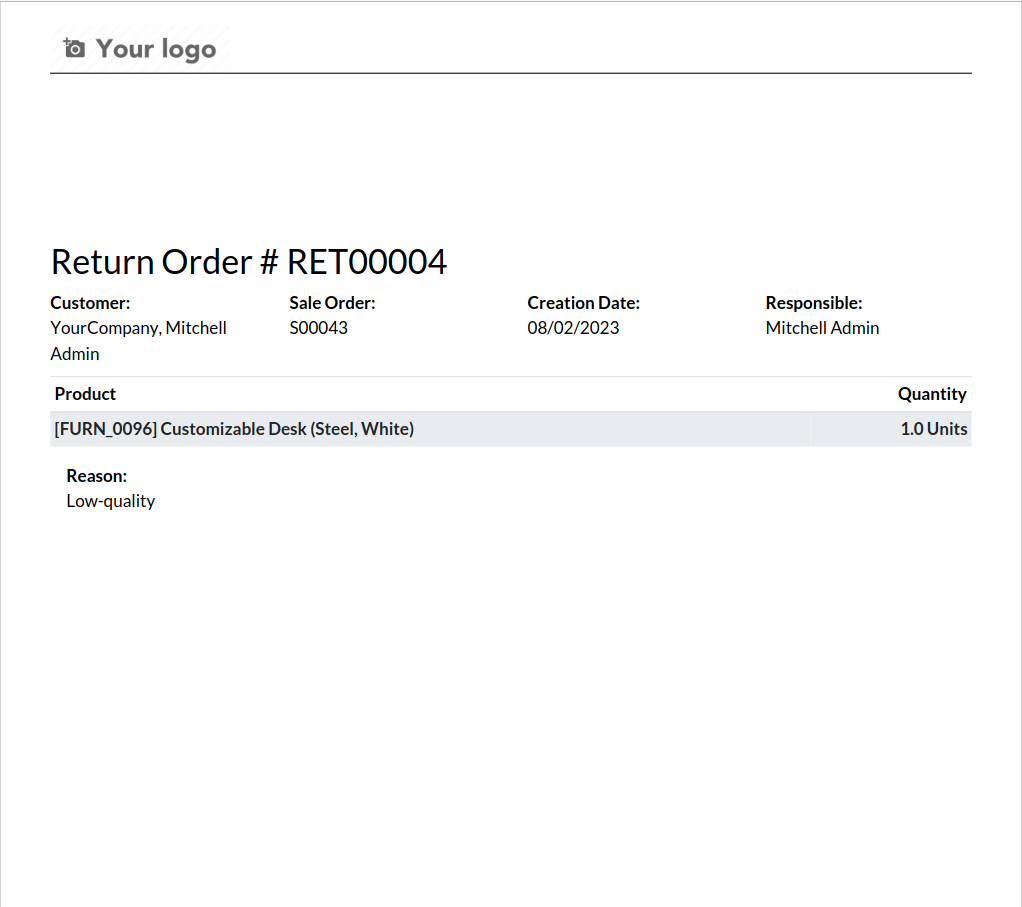 Your logo
Return Order # RET00004
Customer: Sale Order: Creation Date: Responsible:
YourCompany, Mitchell S00043 08/02/2023 Mitchell Admin
Admin
Product Quantity
[FURN_0096] Customizable Desk (Steel, White) 1.0 Units
Reason:
Low-quality